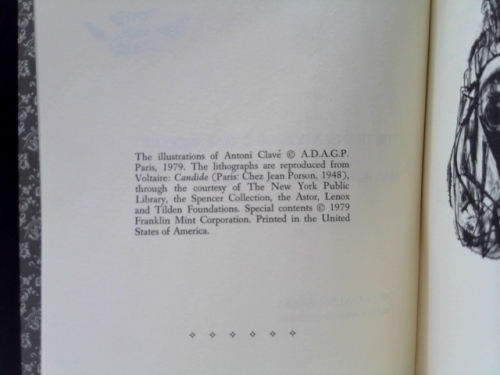 The illustrations of Antoni Clavé © A.D.A.G.P.
Paris, 1979. The lithographs are reproduced from
Voltaire: Candide (Paris: Chez Jean Porson, 1948),
through the courtesy of The New York Public
Library, the Spencer Collection, the Astor, Lenox
and Tilden Foundations. Special contents © 1979
Franklin Mint Corporation. Printed in the United
States of America.